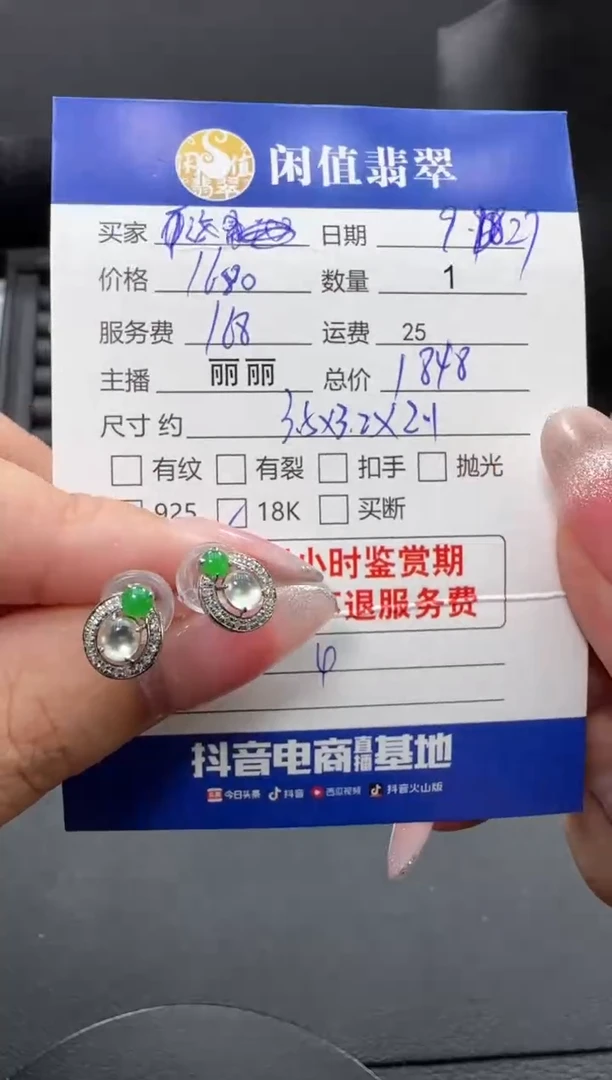 闲值翡翠
买家 日期 9.27
价格 1680 数量 1
服务费 168 运费 25
主播 丽丽 总价 1848
尺寸 约 3.5X3.2X2.1
有纹 有裂 扣手 抛光
925 18K 买断
小时鉴赏期
退服务费
抖音电商直播基地
今日头条 抖音 西瓜视频 抖音火山版